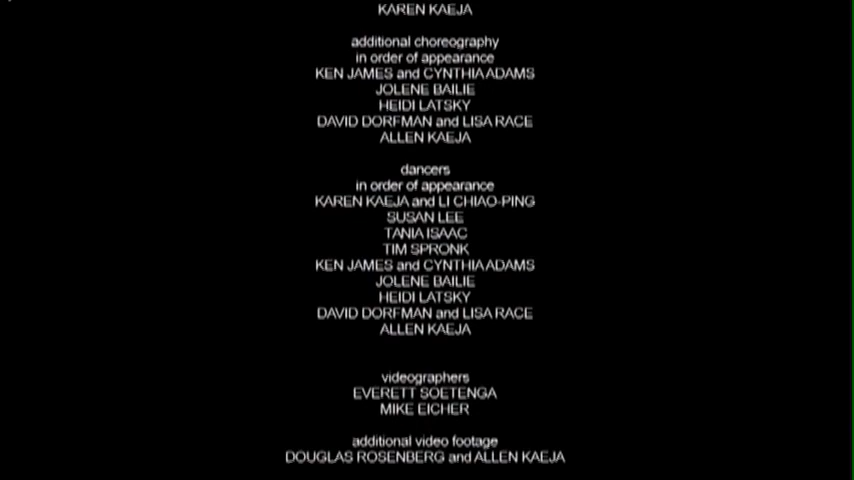 KAREN KAEJA
additional choreography
in order of appearance
KEN JAMES and CYNTHIA ADAMS
JOLENE BAILIE
HEIDI LATSKY
DAVID DORFMAN and LISA RACE
ALLEN KAEJA
dancers
in order of appearance
KAREN KAEJA and LI CHIAO-PING
SUSAN LEE
TANIA ISAAC
TIM SPRONK
KEN JAMES and CYNTHIA ADAMS
JOLENE BAILIE
HEIDI LATSKY
DAVID DORFMAN and LISA RACE
ALLEN KAEJA
videographers
EVERETT SOETENGA
MIKE EICHER
additional video footage
DOUGLAS ROSENBERG and ALLEN KAEJA